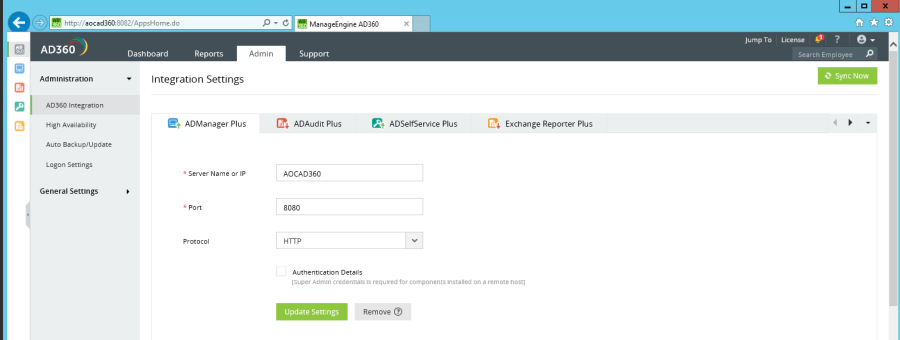 http://aocad360:8082/AppsHome.do
ManageEngine AD360
AD360
Jump To License ?
Dashboard Reports Admin Support
Search Employee
Administration
Integration Settings
Sync Now
AD360 Integration
High Availability
Auto Backup/Update
Logon Settings
General Settings
ADManager Plus ADAudit Plus ADSelfService Plus Exchange Reporter Plus
* Server Name or IP AOCAD360
* Port 8080
Protocol HTTP
Authentication Details
[Super Admin credentials is required for components installed on a remote host]
Update Settings Remove ?